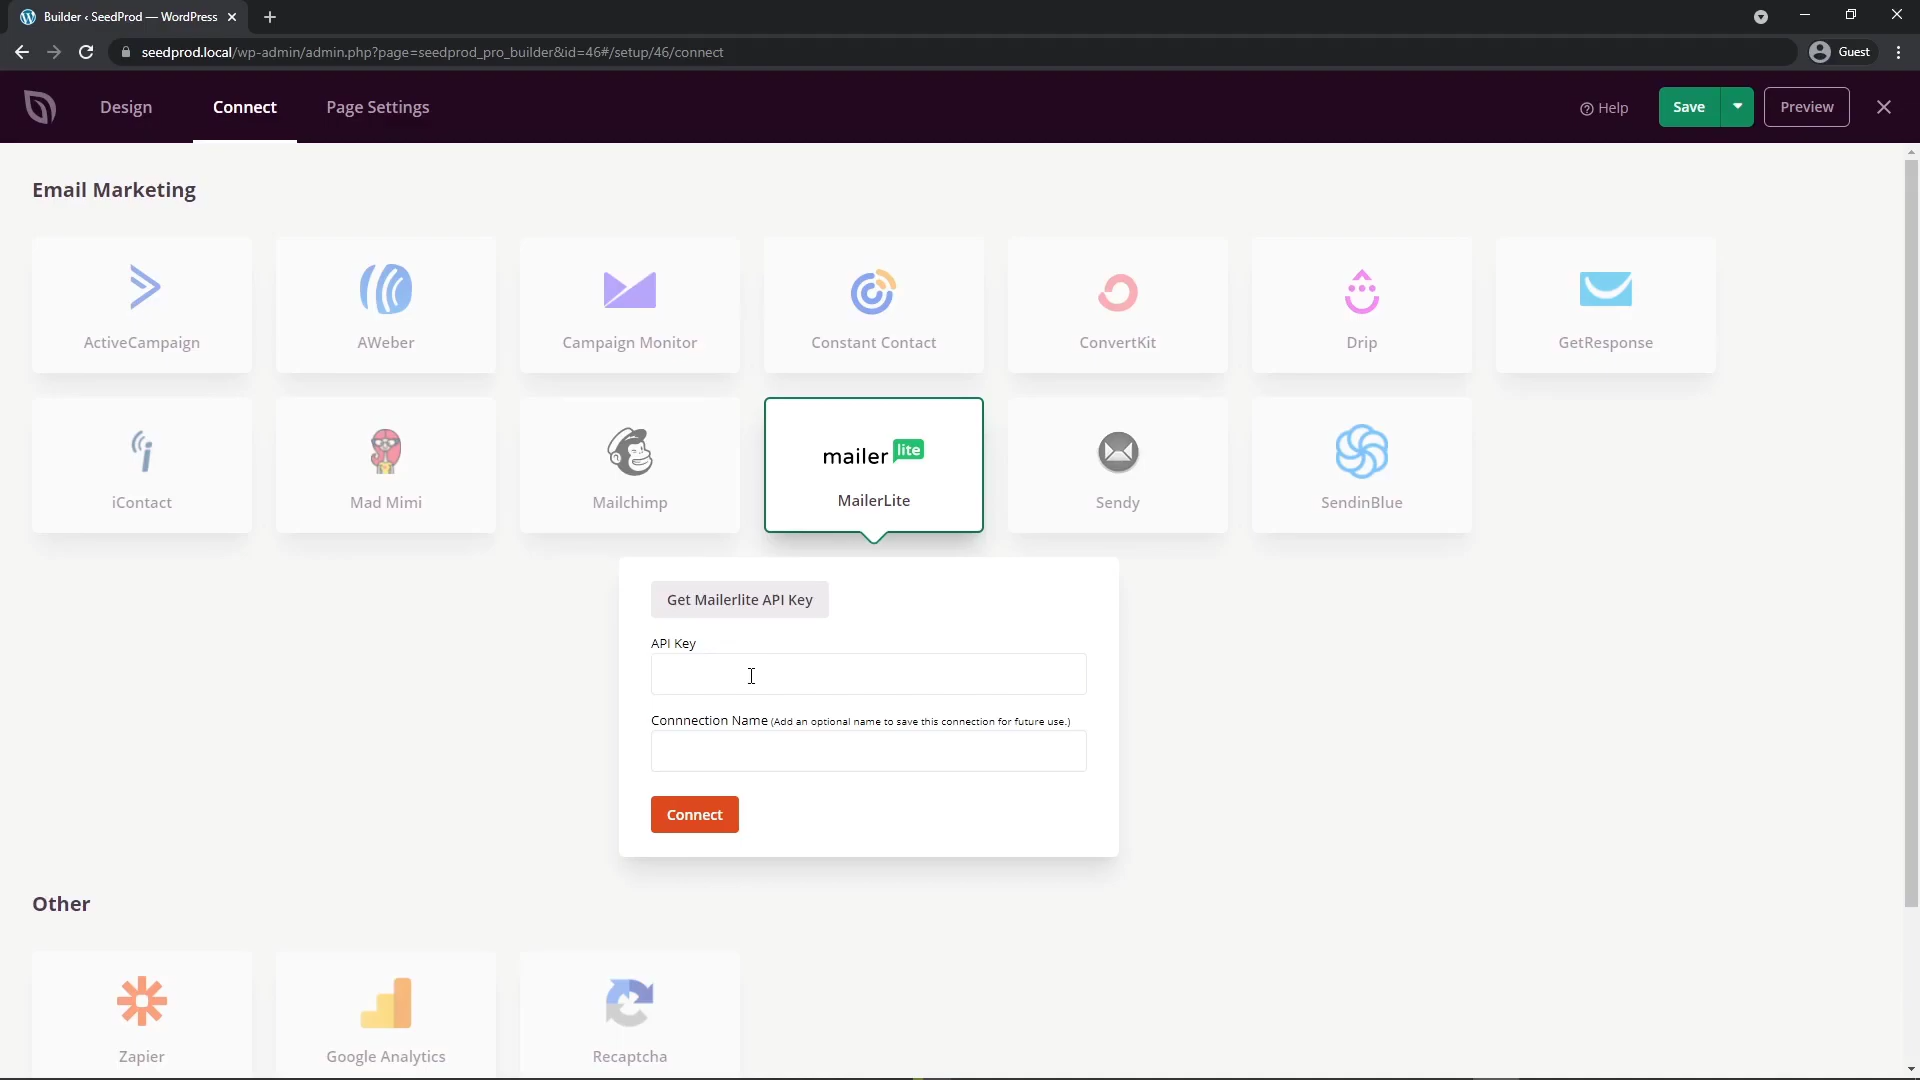 Builder ‹ SeedProd — WordPress
seedprod.local/wp-admin/admin.php?page=seedprod_pro_builder&id=46#/setup/46/connect
Guest
Design
Connect
Page Settings
Help
Save
Preview
Email Marketing
ActiveCampaign
AWeber
Campaign Monitor
Constant Contact
ConvertKit
Drip
GetResponse
iContact
Mad Mimi
Mailchimp
mailer lite
MailerLite
Sendy
SendinBlue
Get Mailerlite API Key
API Key
Connnection Name (Add an optional name to save this connection for future use.)
Connect
Other
Zapier
Google Analytics
Recaptcha